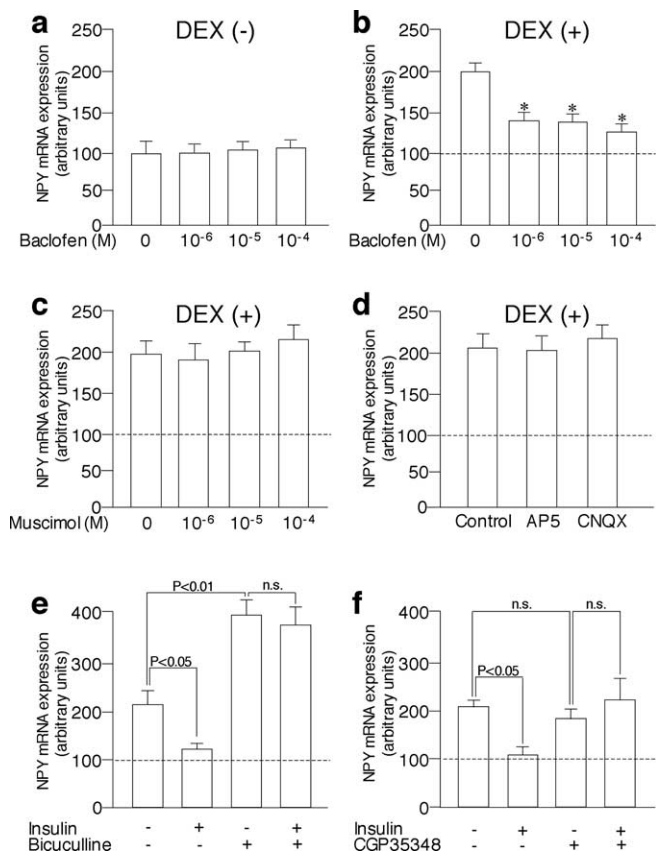 a DEX (-)
NPY mRNA expression
(arbitrary units)
250
200
150
100
50
0
Baclofen (M) 0 10⁻⁶ 10⁻⁵ 10⁻⁴
b DEX (+)
NPY mRNA expression
(arbitrary units)
250
200
150
100
50
0
* * *
Baclofen (M) 0 10⁻⁶ 10⁻⁵ 10⁻⁴
c DEX (+)
NPY mRNA expression
(arbitrary units)
250
200
100
50
0
Muscimol (M) 0 10⁻⁶ 10⁻⁵ 10⁻⁴
d DEX (+)
NPY mRNA expression
(arbitrary units)
250
200
100
50
0
Control AP5 CNQX
e
NPY mRNA expression
(arbitrary units)
400
300
200
100
0
P<0.01
n.s.
P<0.05
Insulin - + - +
Bicuculline - - + +
f
NPY mRNA expression
(arbitrary units)
400
300
200
100
0
n.s.
n.s.
P<0.05
Insulin - + - +
CGP35348 - - + +